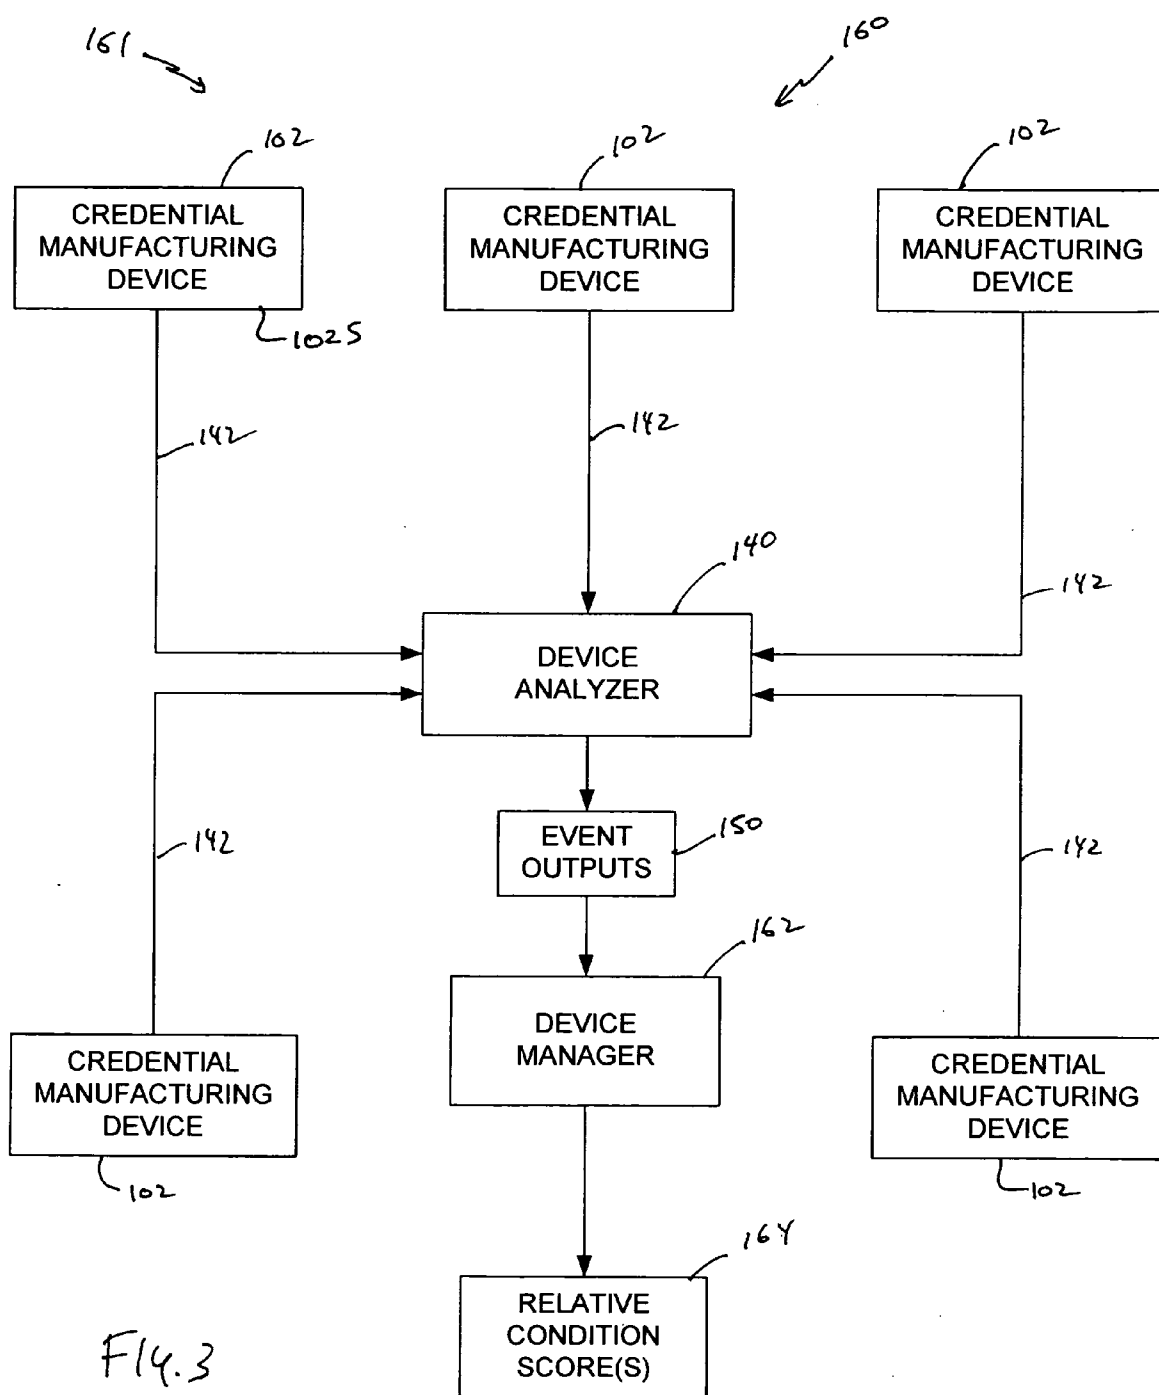 161
160
102
102
102
CREDENTIAL
MANUFACTURING
DEVICE
CREDENTIAL
MANUFACTURING
DEVICE
CREDENTIAL
MANUFACTURING
DEVICE
102S
142
142
142
140
DEVICE
ANALYZER
EVENT
OUTPUTS
150
142
142
162
DEVICE
MANAGER
CREDENTIAL
MANUFACTURING
DEVICE
CREDENTIAL
MANUFACTURING
DEVICE
102
102
164
RELATIVE
CONDITION
SCORE(S)
FIG.3